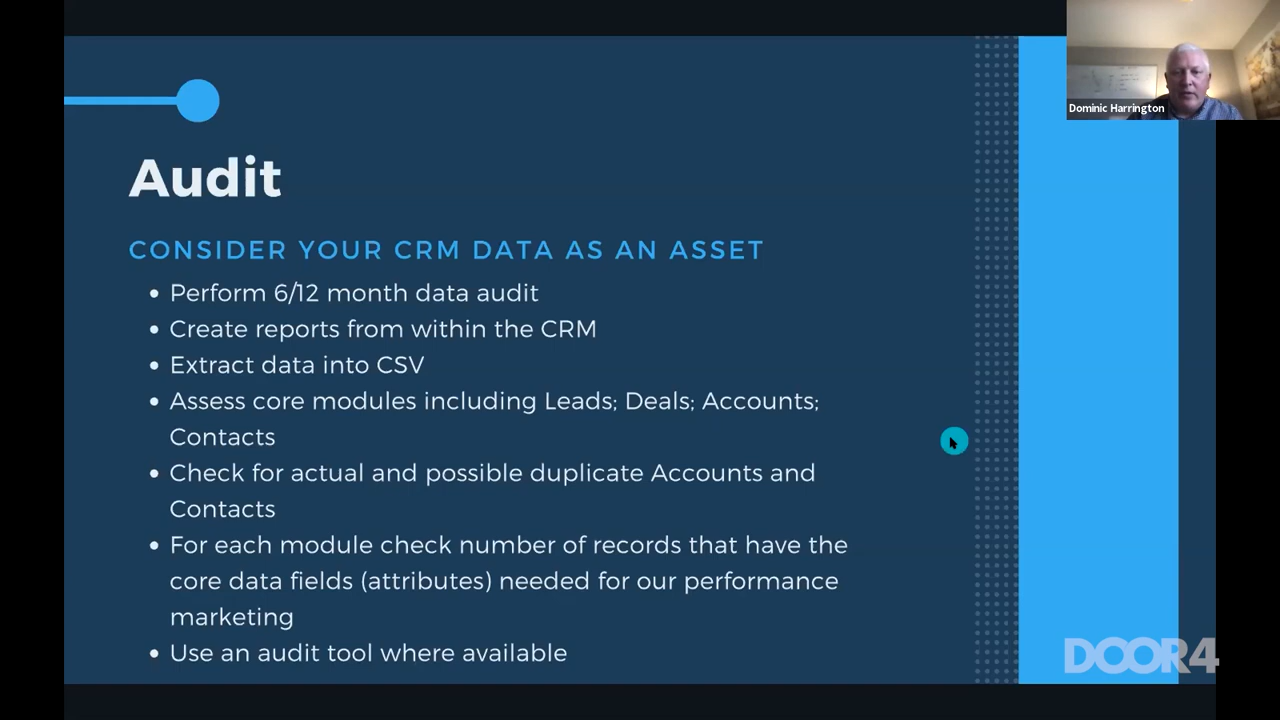 Dominic Harrington
Audit
CONSIDER YOUR CRM DATA AS AN ASSET
• Perform 6/12 month data audit
• Create reports from within the CRM
• Extract data into CSV
• Assess core modules including Leads; Deals; Accounts;
Contacts
• Check for actual and possible duplicate Accounts and
Contacts
• For each module check number of records that have the
core data fields (attributes) needed for our performance
marketing
• Use an audit tool where available
DOOR4